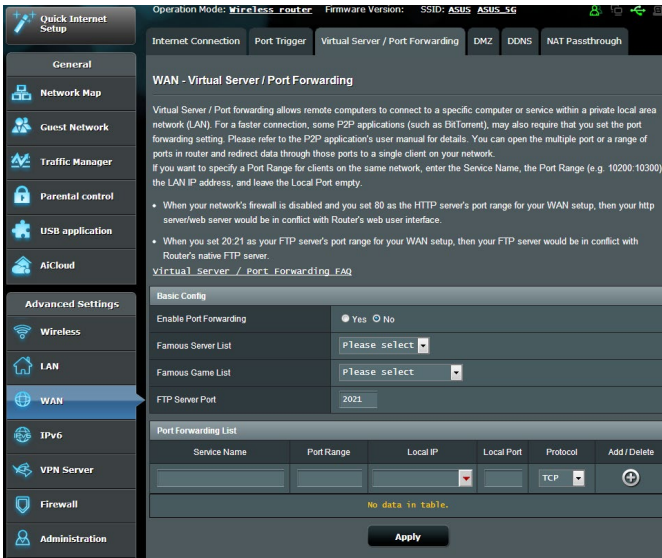 Quick Internet
Setup
Operation Mode: Wireless router Firmware Version: SSID: ASUS ASUS_5G
General
Network Map
Guest Network
Traffic Manager
Parental control
USB application
AiCloud
Advanced Settings
Wireless
LAN
WAN
IPv6
VPN Server
Firewall
Administration
Internet Connection Port Trigger Virtual Server / Port Forwarding DMZ DDNS NAT Passthrough
WAN - Virtual Server / Port Forwarding
Virtual Server / Port forwarding allows remote computers to connect to a specific computer or service within a private local area
network (LAN). For a faster connection, some P2P applications (such as BitTorrent), may also require that you set the port
forwarding setting. Please refer to the P2P application's user manual for details. You can open the multiple port or a range of
ports in router and redirect data through those ports to a single client on your network.
If you want to specify a Port Range for clients on the same network, enter the Service Name, the Port Range (e.g. 10200:10300)
the LAN IP address, and leave the Local Port empty.
• When your network's firewall is disabled and you set 80 as the HTTP server's port range for your WAN setup, then your http
server/web server would be in conflict with Router's web user interface.
• When you set 20:21 as your FTP server's port range for your WAN setup, then your FTP server would be in conflict with
Router's native FTP server.
Virtual Server / Port Forwarding FAQ
Basic Config
Enable Port Forwarding Yes No
Famous Server List Please select
Famous Game List Please select
FTP Server Port 2021
Port Forwarding List
Service Name Port Range Local IP Local Port Protocol Add / Delete
TCP
No data in table.
Apply